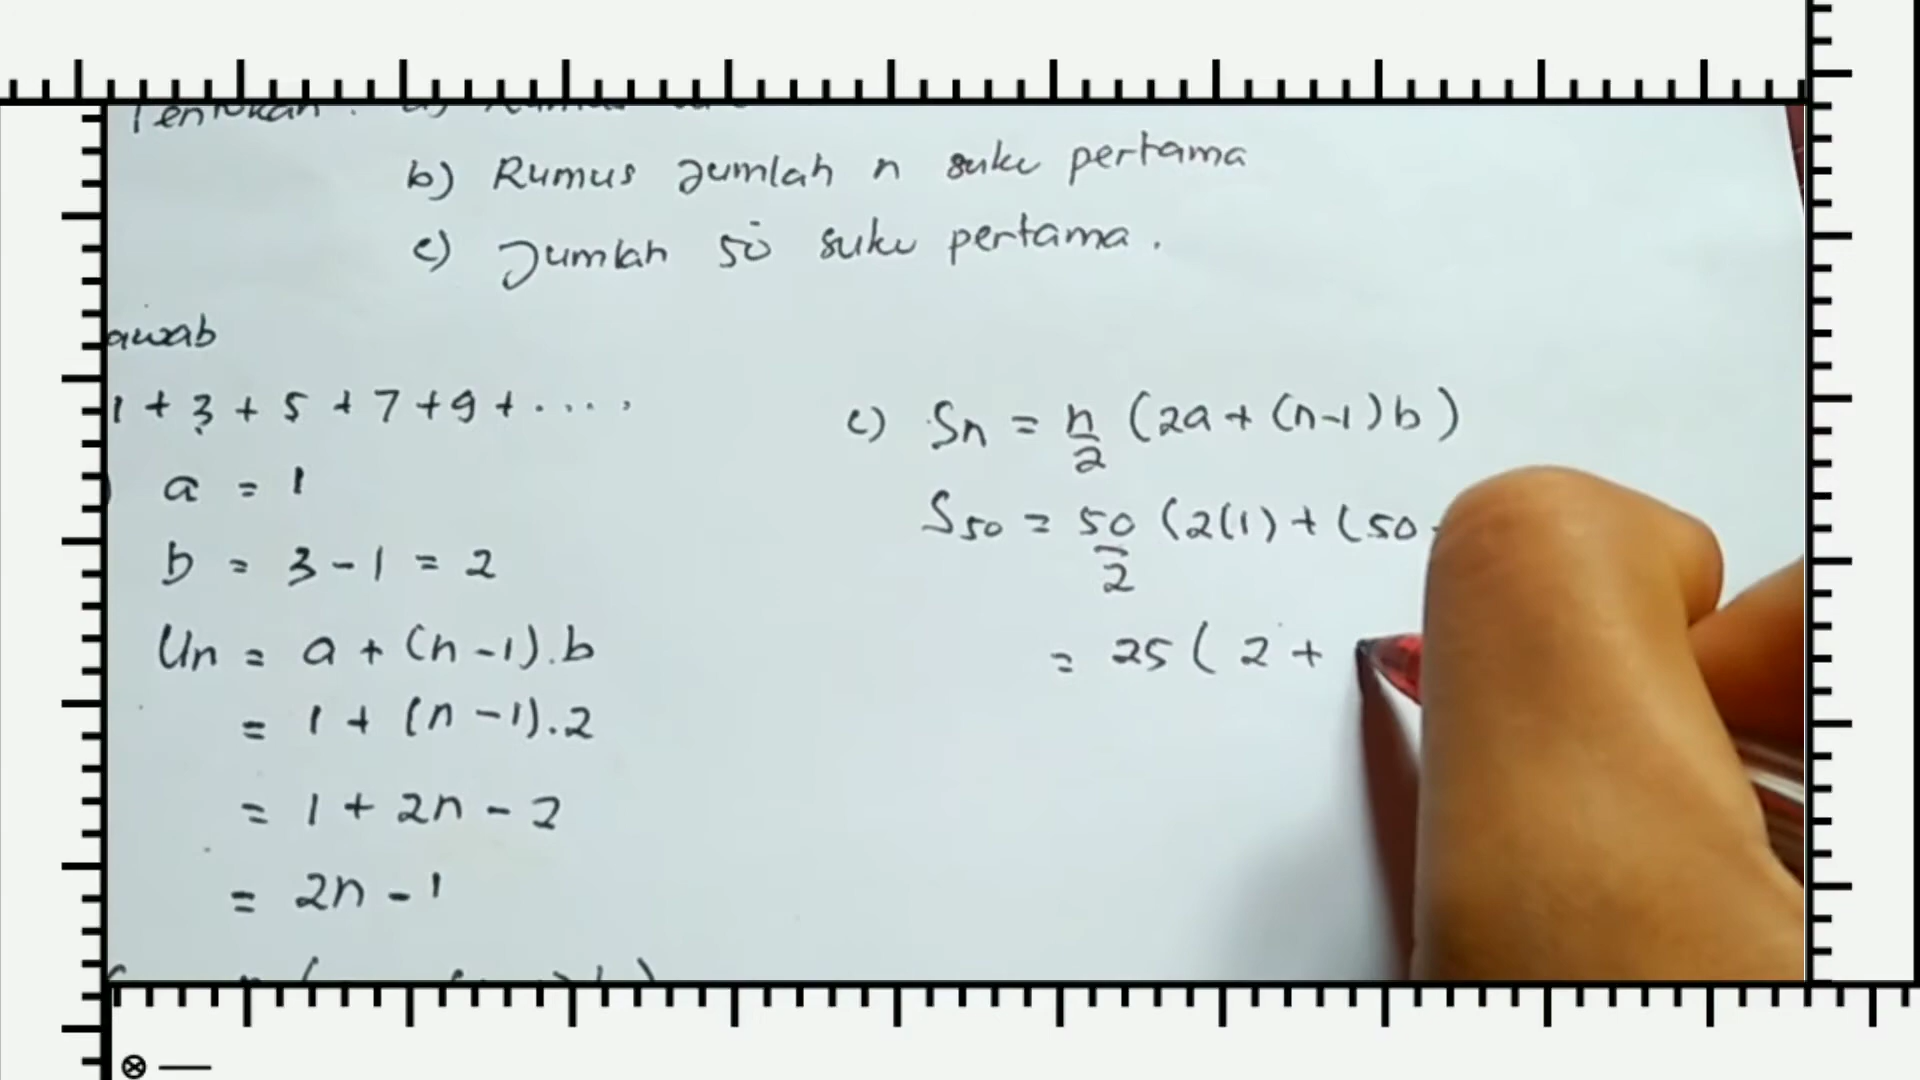 Tentukan :
b) Rumus Jumlah n suku pertama
c) Jumlah 50 suku pertama.
awab
1 + 3 + 5 + 7 + 9 + ....
a = 1
b = 3 - 1 = 2
Un = a + (n - 1).b
= 1 + (n - 1).2
= 1 + 2n - 2
= 2n - 1
c) Sn = n/2 (2a + (n-1)b)
S50 = 50/2 (2(1) + (50
= 25 ( 2 +